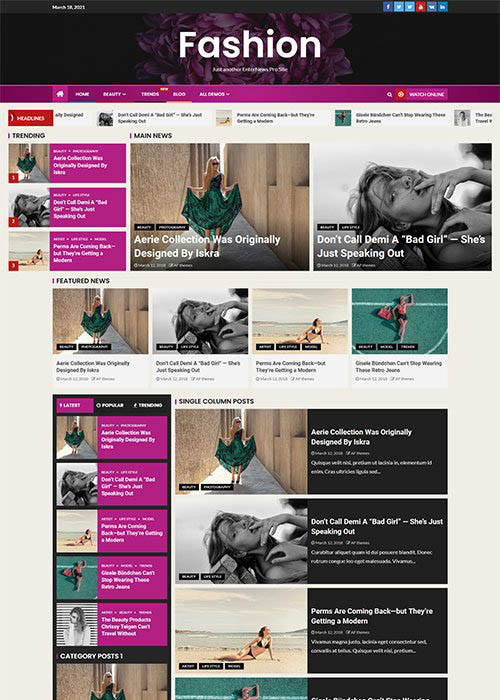 March 18, 2021
Fashion
Just another EnterNews Pro Site
HOME
BEAUTY
TRENDS
NEW
BLOG
ALL DEMOS
WATCH ONLINE
HEADLINES
ally Designed
Don't Call Demi A "Bad Girl" — She's Just
Speaking Out
Perms Are Coming Back—but They're
Getting a Modern
Gisele Bündchen Can't Stop Wearing These
Retro Jeans
The Beauty
Travel
TRENDING
BEAUTY PHOTOGRAPHY
Aerie Collection Was
Originally Designed By
Iskra
1
BEAUTY LIFE STYLE
Don't Call Demi A "Bad
Girl" — She's Just
Speaking Out
2
ARTIST LIFE STYLE MODEL
Perms Are Coming Back—
but They're Getting a
Modern
3
MAIN NEWS
BEAUTY PHOTOGRAPHY
Aerie Collection Was Originally
Designed By Iskra
March 12, 2018 AF themes
BEAUTY LIFE STYLE
Don't Call Demi A "Bad Girl" — She's
Just Speaking Out
March 12, 2018 AF themes
FEATURED NEWS
BEAUTY PHOTOGRAPHY
Aerie Collection Was Originally
Designed By Iskra
March 12, 2018 AF themes
BEAUTY LIFE STYLE
Don't Call Demi A "Bad Girl" — She's
Just Speaking Out
March 12, 2018 AF themes
ARTIST LIFE STYLE MODEL
Perms Are Coming Back—but
They're Getting a Modern
March 12, 2018 AF themes
BEAUTY MODEL TRENDS
Gisele Bündchen Can't Stop Wearing
These Retro Jeans
March 12, 2018 AF themes
LATEST
POPULAR
TRENDING
BEAUTY PHOTOGRAPHY
Aerie Collection Was
Originally Designed By
Iskra
BEAUTY LIFE STYLE
Don't Call Demi A "Bad
Girl" — She's Just
Speaking Out
ARTIST LIFE STYLE MODEL
Perms Are Coming
Back—but They're Getting
a Modern
BEAUTY MODEL TRENDS
Gisele Bündchen Can't
Stop Wearing These
Retro Jeans
ARTIST BEAUTY TRENDS
The Beauty Products
Chrissy Teigen Can't
Travel Without
CATEGORY POSTS 1
SINGLE COLUMN POSTS
BEAUTY PHOTOGRAPHY
Aerie Collection Was Originally
Designed By Iskra
March 12, 2018 AF themes
Quisque velit nisi, pretium ut lacinia in, elementum id
enim. Cras ultricies ligula sed...
BEAUTY LIFE STYLE
Don't Call Demi A "Bad Girl" — She's Just
Speaking Out
March 12, 2018 AF themes
Curabitur aliquet quam id dui posuere blandit. Donec
rutrum congue leo eget malesuada. Vivamus...
ARTIST LIFE STYLE MODEL
Perms Are Coming Back—but They're
Getting a Modern
March 12, 2018 AF themes
Vivamus magna justo, lacinia eget consectetur sed,
convallis at tellus. Quisque velit nisi, pretium...